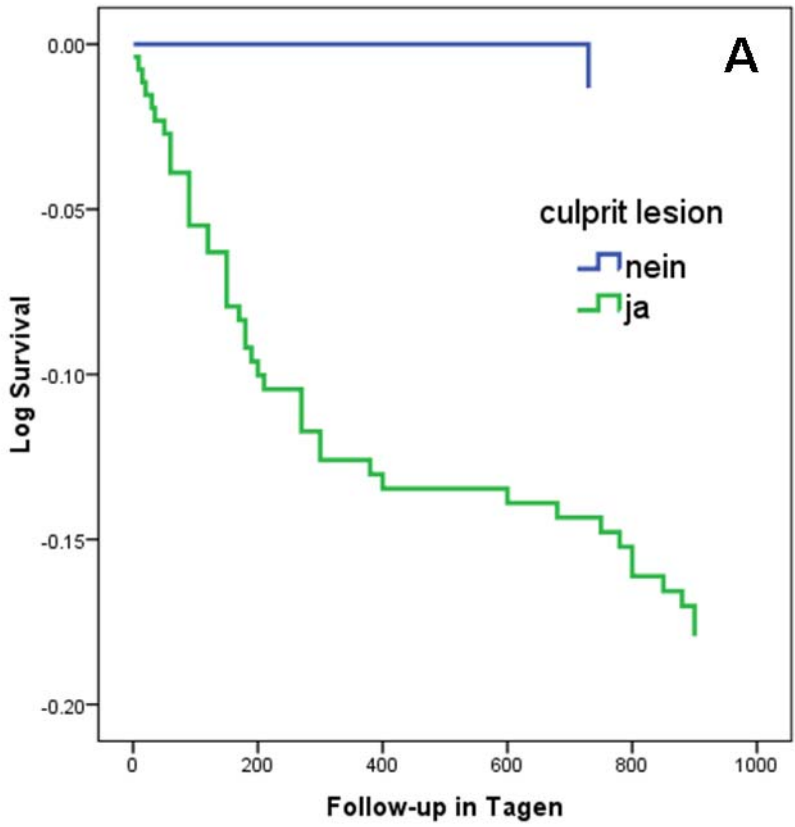 A
0.00
-0.05
-0.10
-0.15
-0.20
Log Survival
culprit lesion
nein
ja
0 200 400 600 800 1000
Follow-up in Tagen